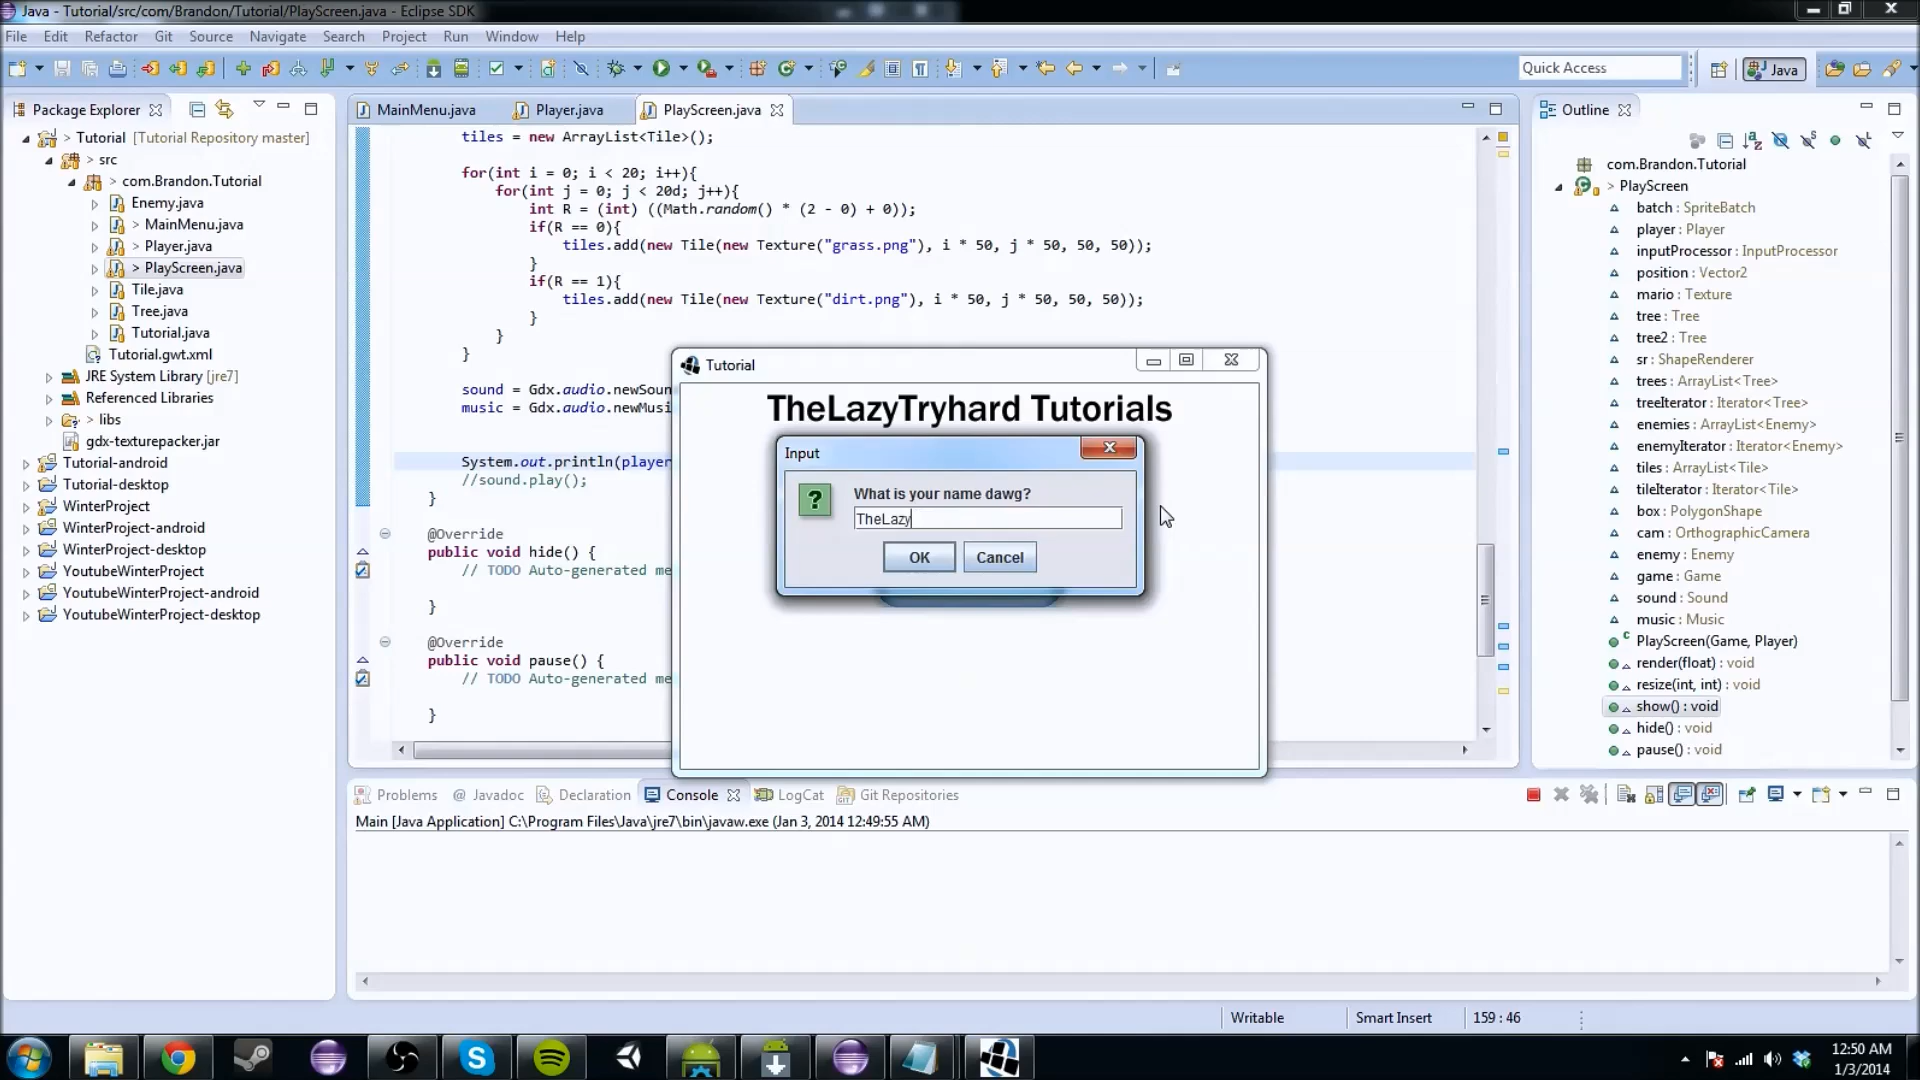 Java - Tutorial/src/com/Brandon/Tutorial/PlayScreen.java - Eclipse SDK
File Edit Refactor Git Source Navigate Search Project Run Window Help
Quick Access
Java
Package Explorer
> Tutorial [Tutorial Repository master]
> src
> com.Brandon.Tutorial
Enemy.java
> MainMenu.java
> Player.java
> PlayScreen.java
Tile.java
Tree.java
Tutorial.java
Tutorial.gwt.xml
JRE System Library [jre7]
Referenced Libraries
> libs
gdx-texturepacker.jar
Tutorial-android
Tutorial-desktop
WinterProject
WinterProject-android
WinterProject-desktop
YoutubeWinterProject
YoutubeWinterProject-android
YoutubeWinterProject-desktop
MainMenu.java Player.java PlayScreen.java
tiles = new ArrayList<Tile>();
for(int i = 0; i < 20; i++){
for(int j = 0; j < 20d; j++){
int R = (int) ((Math.random() * (2 - 0) + 0));
if(R == 0){
tiles.add(new Tile(new Texture("grass.png"), i * 50, j * 50, 50, 50));
}
if(R == 1){
tiles.add(new Tile(new Texture("dirt.png"), i * 50, j * 50, 50, 50));
}
}
}
sound = Gdx.audio.newSoun
music = Gdx.audio.newMusi
System.out.println(player
//sound.play();
}
@Override
public void hide() {
// TODO Auto-generated me
}
@Override
public void pause() {
// TODO Auto-generated me
}
Tutorial
TheLazyTryhard Tutorials
Input
What is your name dawg?
TheLazy
OK Cancel
Outline
com.Brandon.Tutorial
> PlayScreen
batch : SpriteBatch
player : Player
inputProcessor : InputProcessor
position : Vector2
mario : Texture
tree : Tree
tree2 : Tree
sr : ShapeRenderer
trees : ArrayList<Tree>
treeIterator : Iterator<Tree>
enemies : ArrayList<Enemy>
enemyIterator : Iterator<Enemy>
tiles : ArrayList<Tile>
tileIterator : Iterator<Tile>
box : PolygonShape
cam : OrthographicCamera
enemy : Enemy
game : Game
sound : Sound
music : Music
PlayScreen(Game, Player)
render(float) : void
resize(int, int) : void
show() : void
hide() : void
pause() : void
Problems @ Javadoc Declaration Console LogCat Git Repositories
Main [Java Application] C:\Program Files\Java\jre7\bin\javaw.exe (Jan 3, 2014 12:49:55 AM)
Writable Smart Insert 159 : 46
12:50 AM
1/3/2014